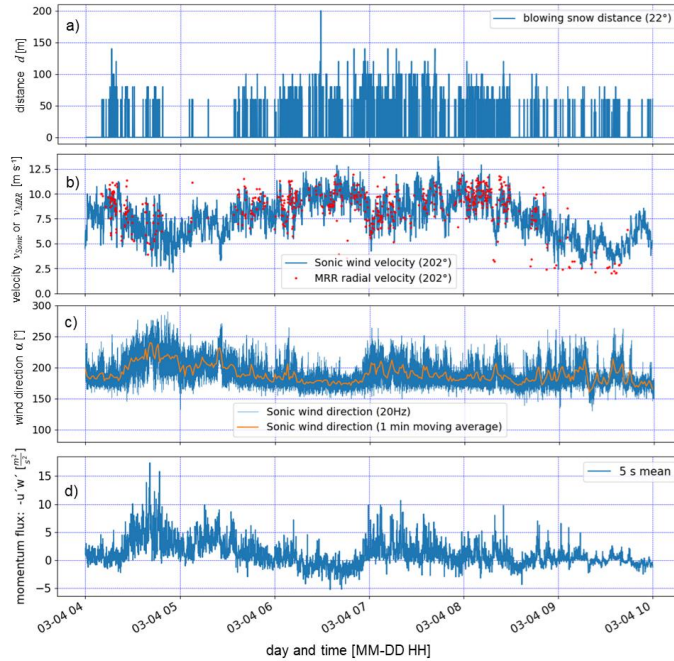 a)
distance d [m]
200
150
100
50
0
blowing snow distance (22°)
b)
velocity vSonic or vMRR [m s⁻¹]
12.5
10.0
7.5
5.0
2.5
0.0
Sonic wind velocity (202°)
MRR radial velocity (202°)
c)
wind direction α [°]
300
250
200
150
100
Sonic wind direction (20Hz)
Sonic wind direction (1 min moving average)
d)
momentum flux: -u´w´ [m²/s²]
15
10
5
0
−5
5 s mean
03-04 04
03-04 05
03-04 06
03-04 07
03-04 08
03-04 09
03-04 10
day and time [MM-DD HH]